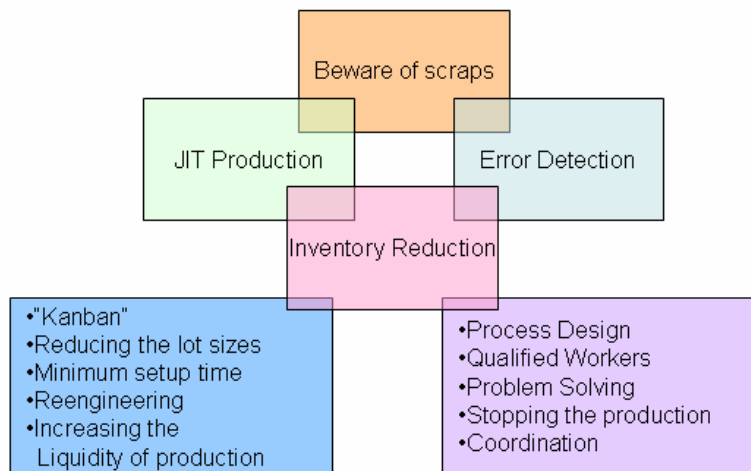 Beware of scraps
JIT Production
Error Detection
Inventory Reduction
•"Kanban"
•Reducing the lot sizes
•Minimum setup time
•Reengineering
•Increasing the
Liquidity of production
•Process Design
•Qualified Workers
•Problem Solving
•Stopping the production
•Coordination